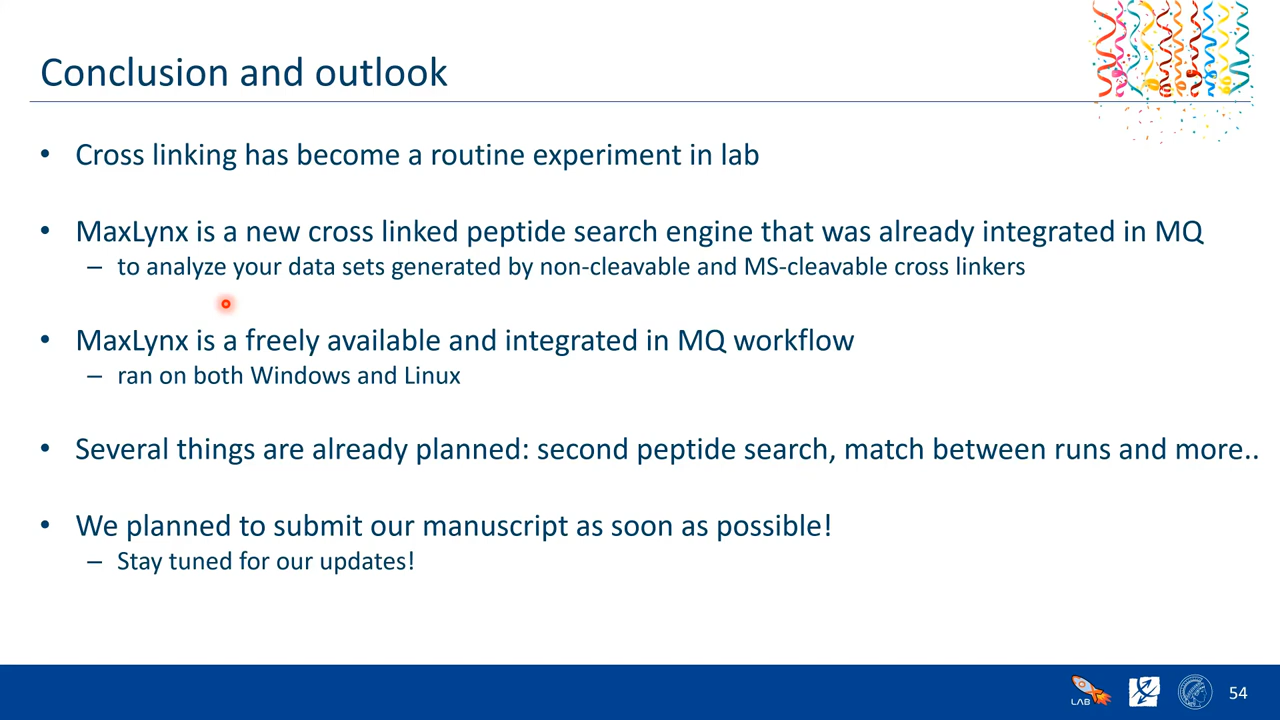 Conclusion and outlook
• Cross linking has become a routine experiment in lab
• MaxLynx is a new cross linked peptide search engine that was already integrated in MQ
– to analyze your data sets generated by non-cleavable and MS-cleavable cross linkers
• MaxLynx is a freely available and integrated in MQ workflow
– ran on both Windows and Linux
• Several things are already planned: second peptide search, match between runs and more..
• We planned to submit our manuscript as soon as possible!
– Stay tuned for our updates!
LAB
54